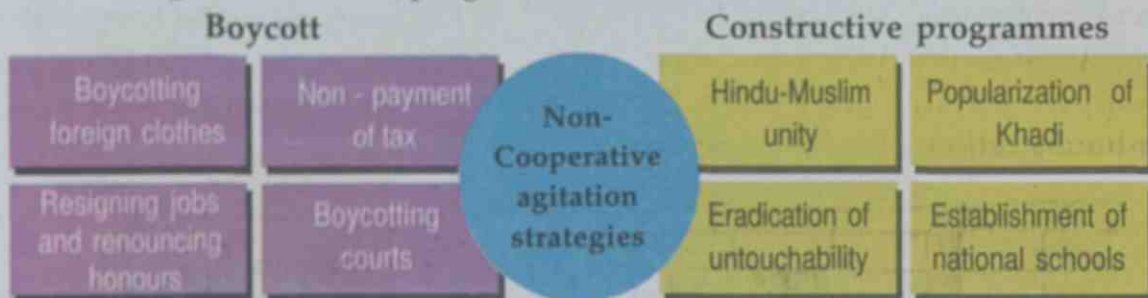 Boycott
Constructive programmes
Boycotting
foreign clothes
Non - payment
of tax
Resigning jobs
and renouncing
honours
Boycotting
courts
Non-
Cooperative
agitation
strategies
Hindu-Muslim
unity
Popularization of
Khadi
Eradication of
untouchability
Establishment of
national schools